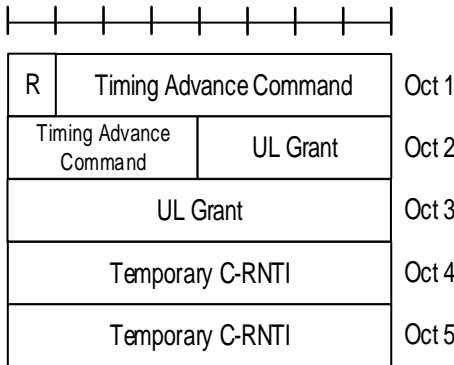 R Timing Advance Command Oct 1
Timing Advance
Command UL Grant Oct 2
UL Grant Oct 3
Temporary C-RNTI Oct 4
Temporary C-RNTI Oct 5